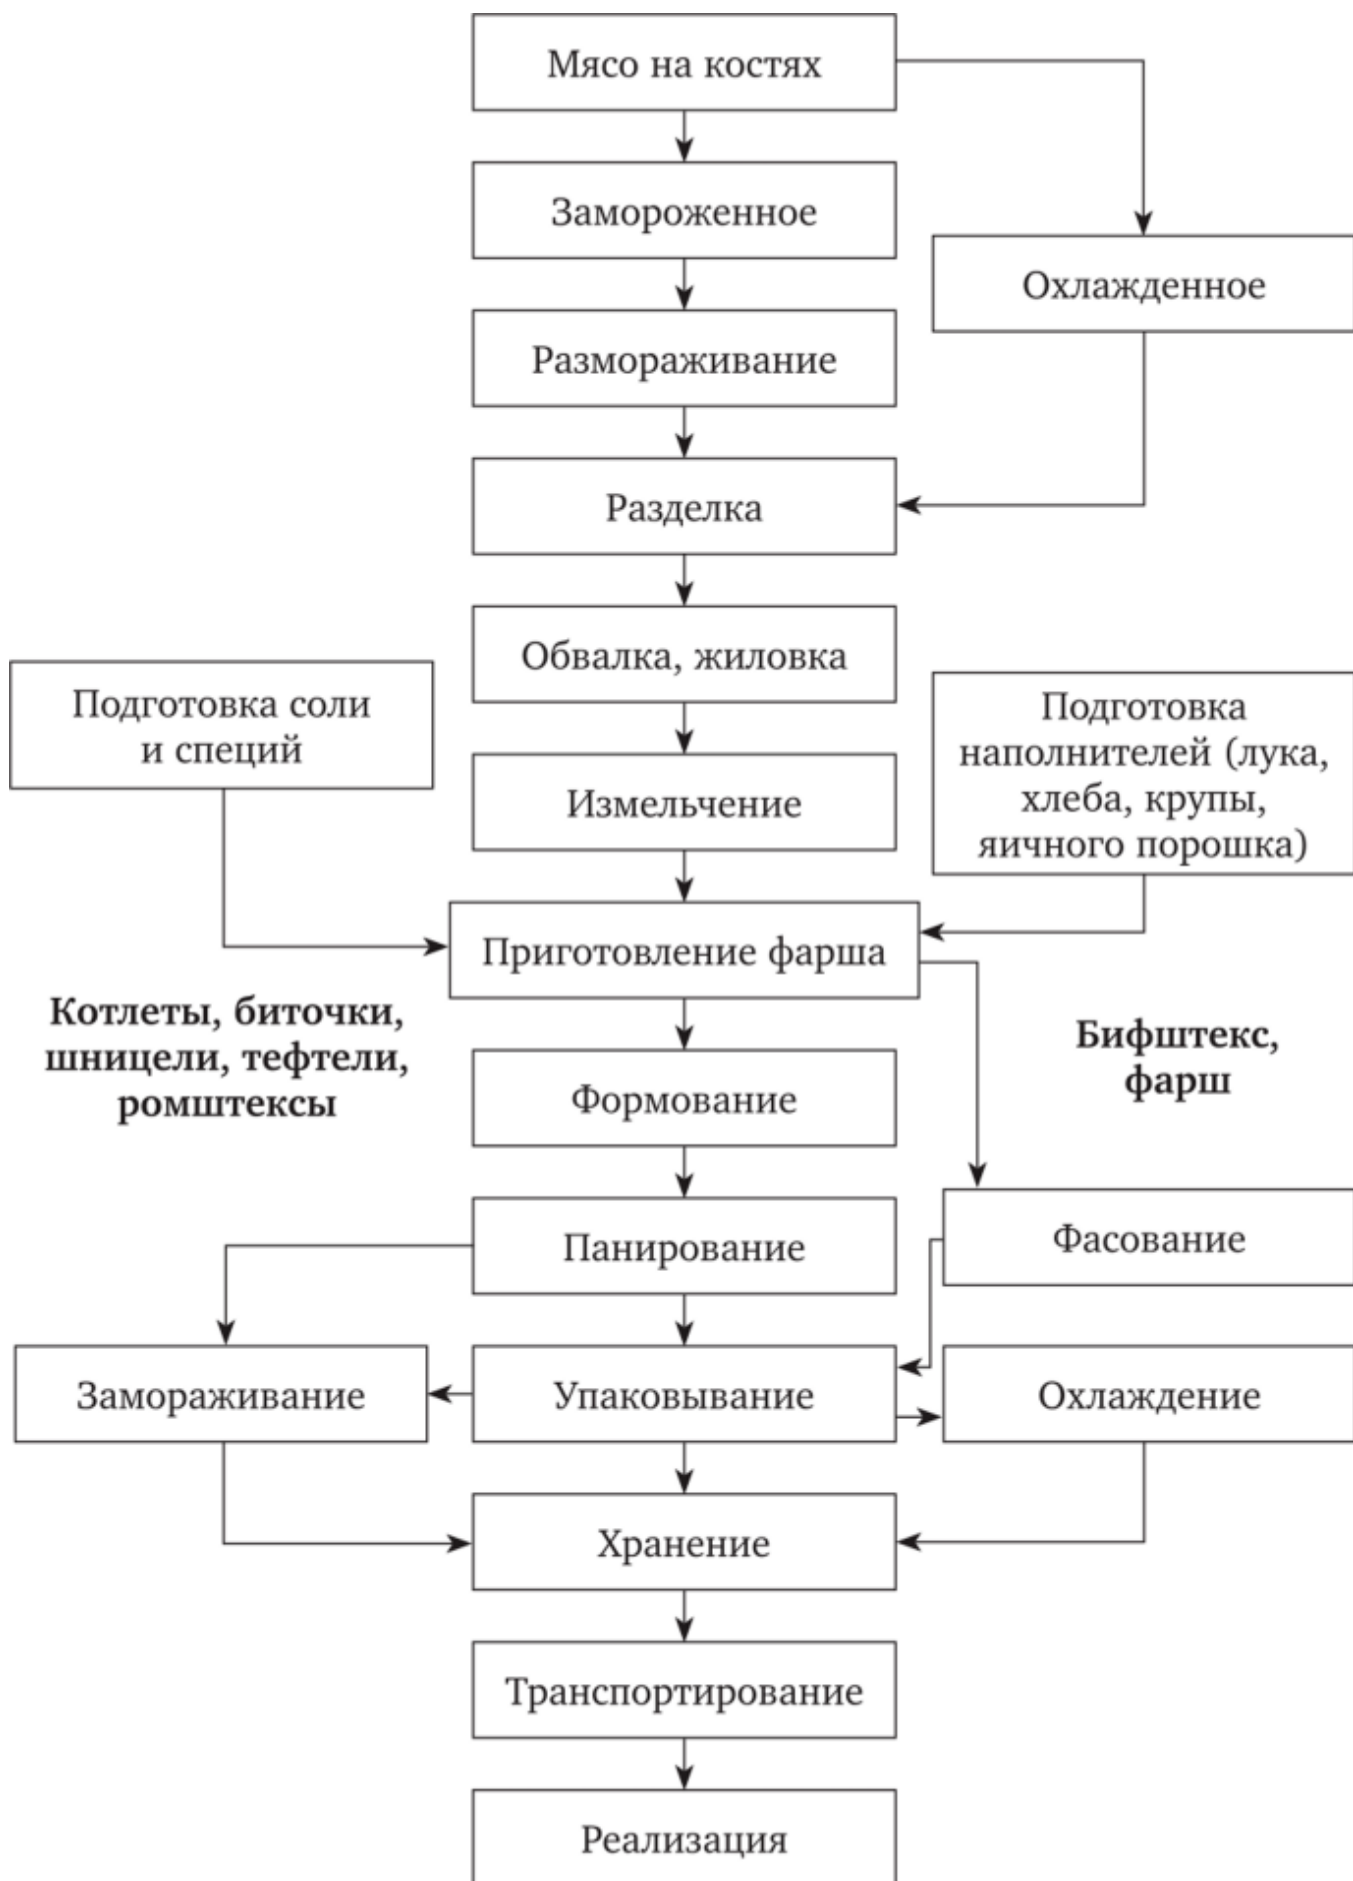 Мясо на костях
Замороженное
Охлажденное
Размораживание
Разделка
Обвалка, жиловка
Подготовка соли
и специй
Подготовка
наполнителей (лука,
хлеба, крупы,
яичного порошка)
Измельчение
Приготовление фарша
Котлеты, биточки,
шницели, тефтели,
ромштексы
Бифштекс,
фарш
Формование
Панирование
Фасование
Замораживание
Упаковывание
Охлаждение
Хранение
Транспортирование
Реализация